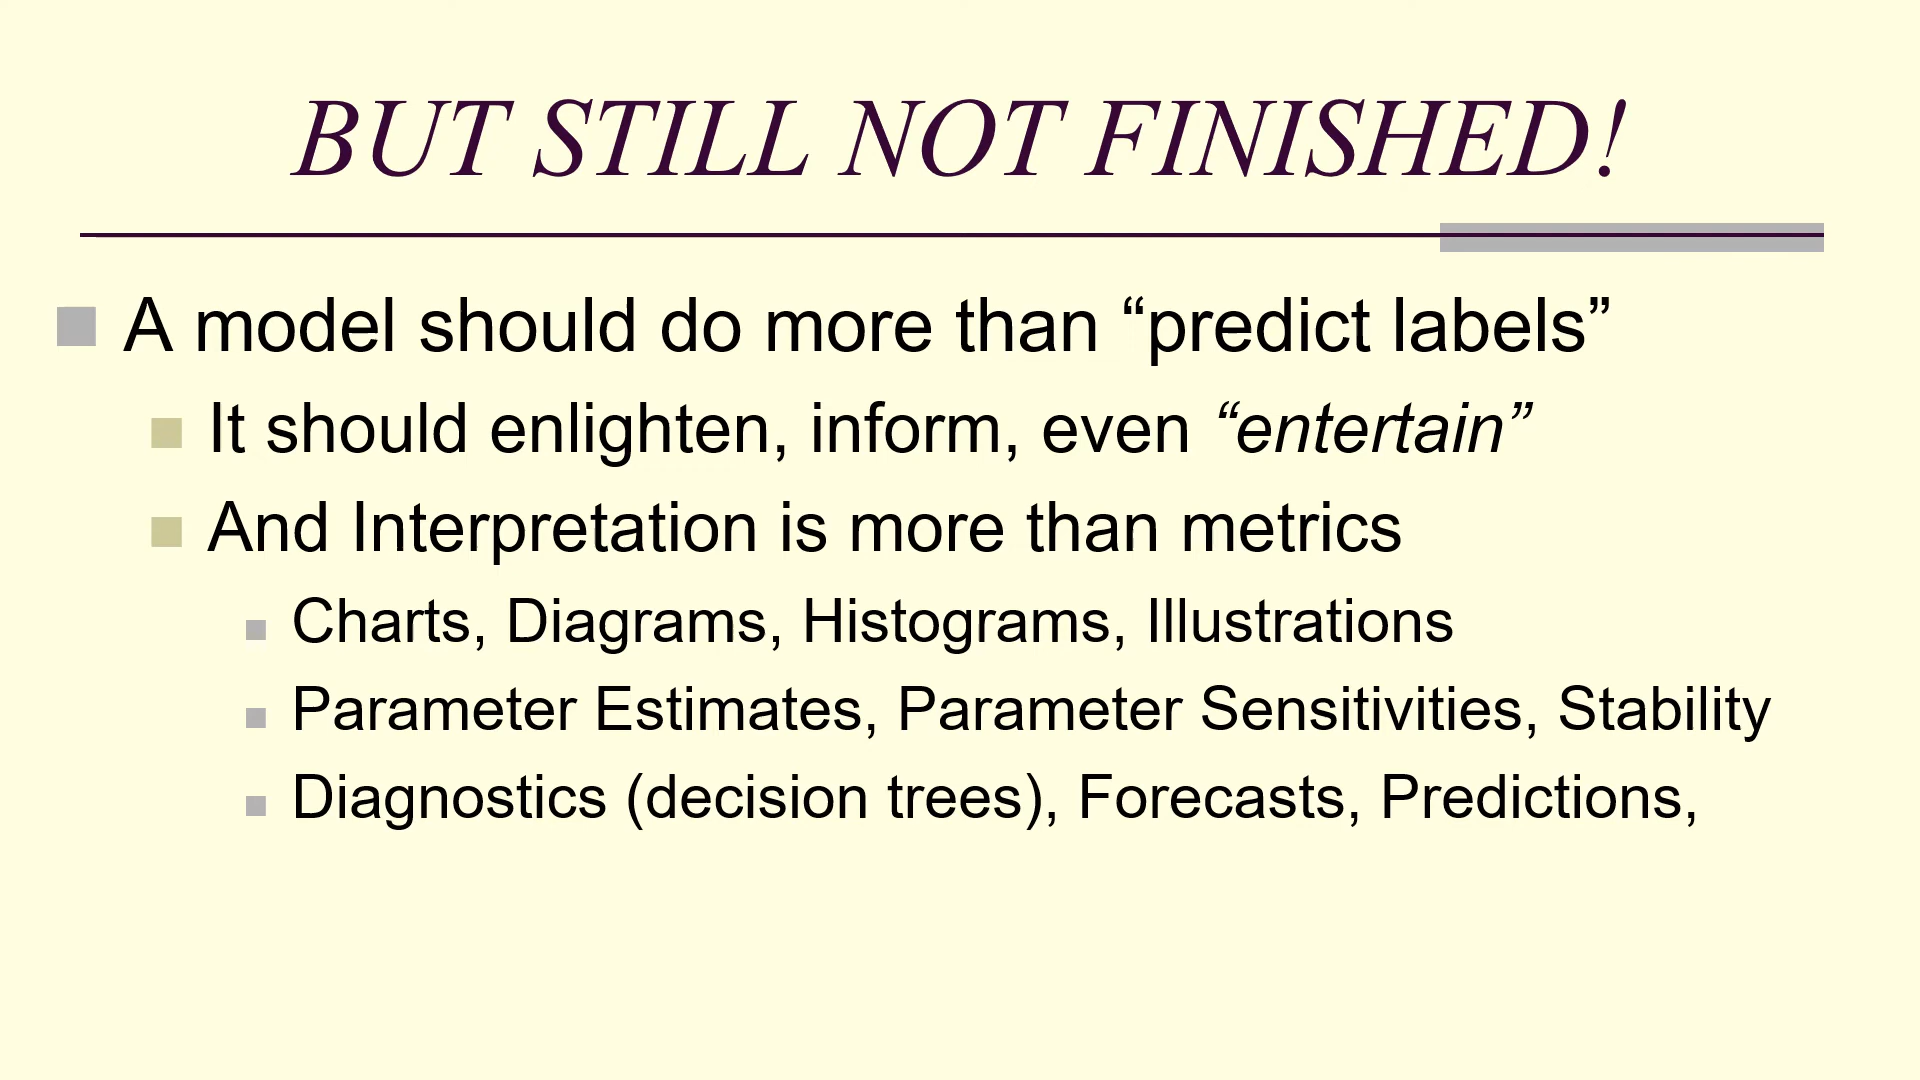 BUT STILL NOT FINISHED!
A model should do more than “predict labels”
It should enlighten, inform, even “entertain”
And Interpretation is more than metrics
Charts, Diagrams, Histograms, Illustrations
Parameter Estimates, Parameter Sensitivities, Stability
Diagnostics (decision trees), Forecasts, Predictions,